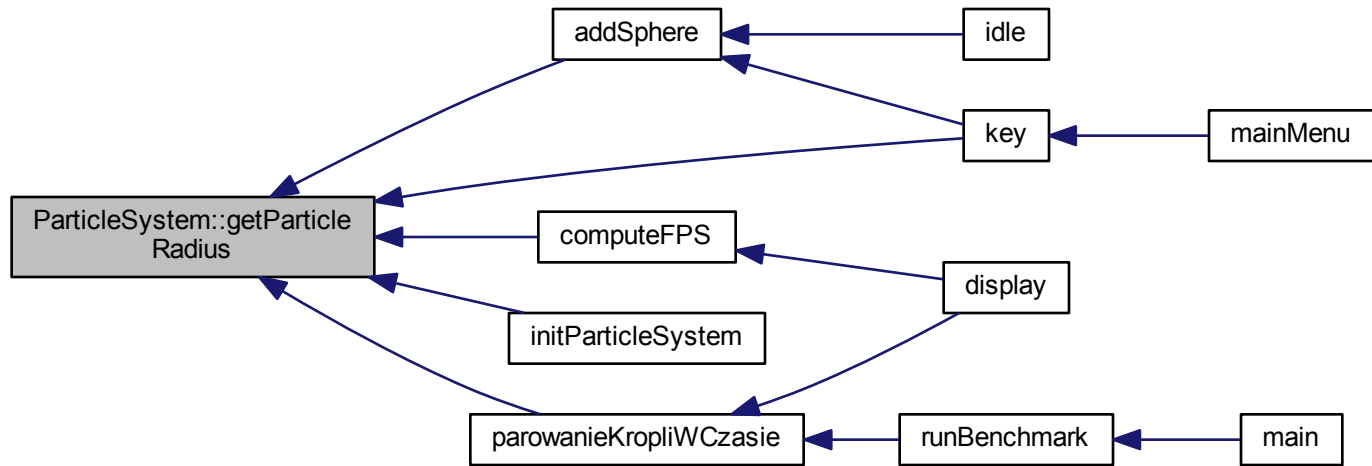 addSphere
idle
key
mainMenu
ParticleSystem::getParticle
Radius
computeFPS
display
initParticleSystem
parowanieKropliWCzasie
runBenchmark
main